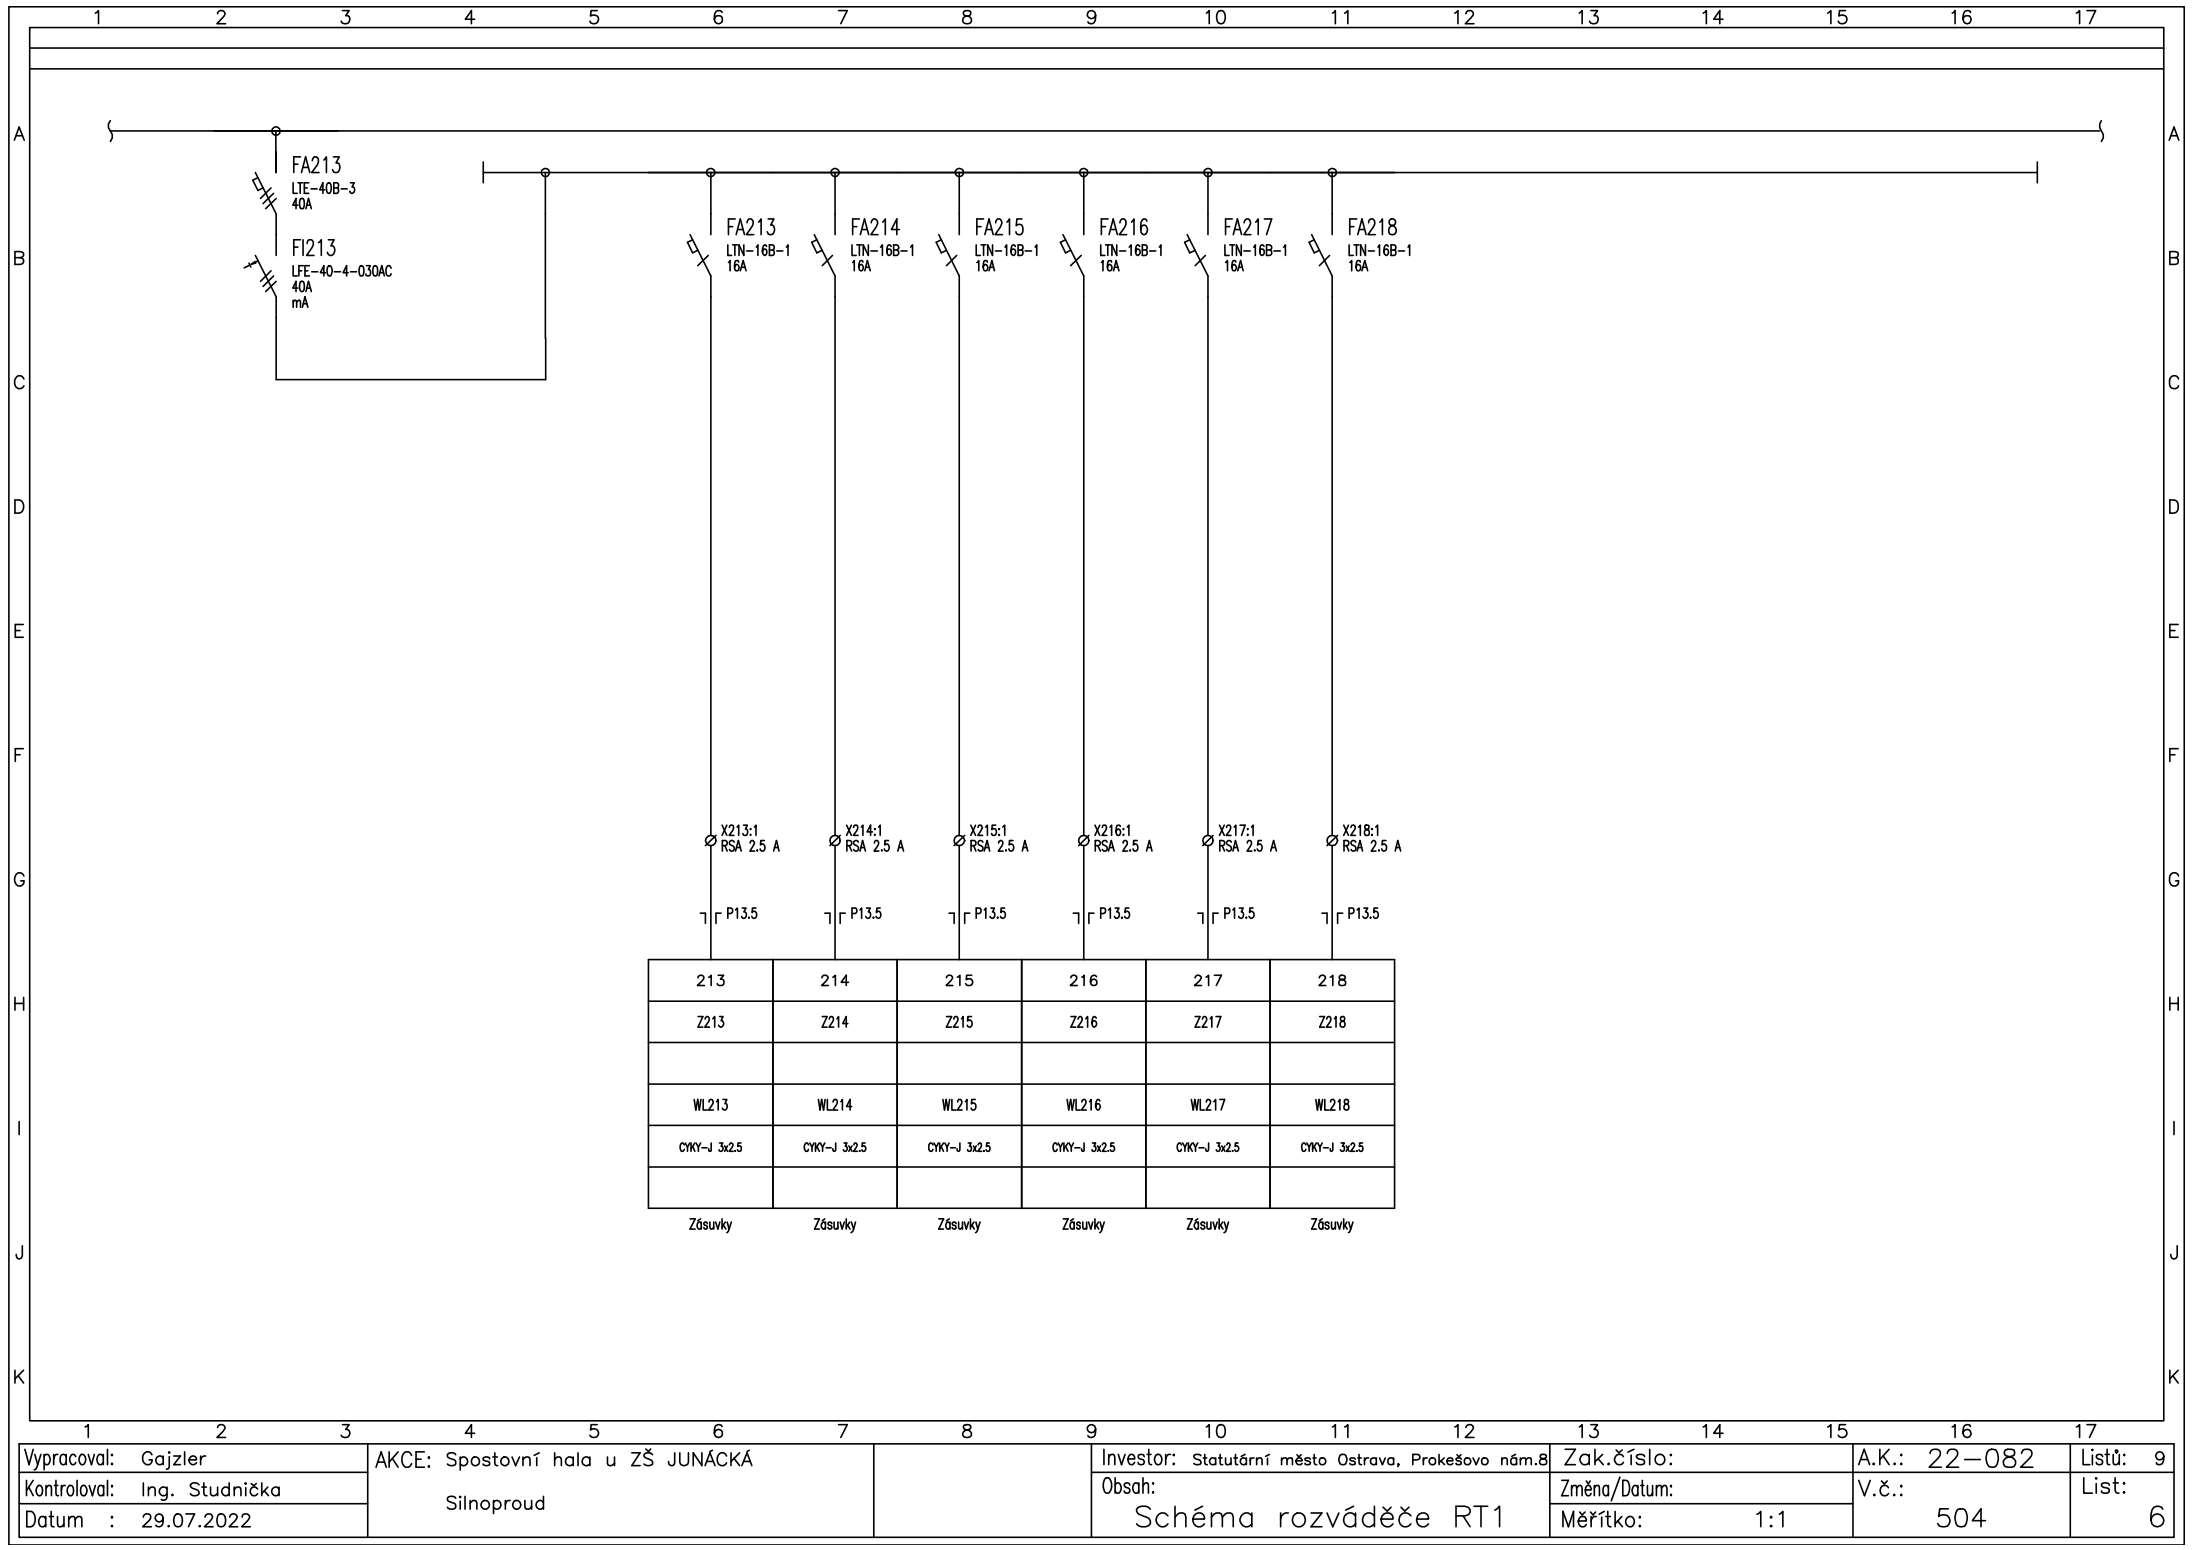 1 2 3 4 5 6 7 8 9 10 11 12 13 14 15 16 17
A A
FA213
LTE-40B-3
40A
FI213
LFE-40-4-030AC
40A
mA
FA213 FA214 FA215 FA216 FA217 FA218
LTN-16B-1 LTN-16B-1 LTN-16B-1 LTN-16B-1 LTN-16B-1 LTN-16B-1
16A 16A 16A 16A 16A 16A
B B
C C
D D
E E
F F
X213:1 X214:1 X215:1 X216:1 X217:1 X218:1
RSA 2.5 A RSA 2.5 A RSA 2.5 A RSA 2.5 A RSA 2.5 A RSA 2.5 A
G G
P13.5 P13.5 P13.5 P13.5 P13.5 P13.5
213 214 215 216 217 218
H H
Z213 Z214 Z215 Z216 Z217 Z218
WL213 WL214 WL215 WL216 WL217 WL218
I I
CYKY-J 3x2.5 CYKY-J 3x2.5 CYKY-J 3x2.5 CYKY-J 3x2.5 CYKY-J 3x2.5 CYKY-J 3x2.5
Zásuvky Zásuvky Zásuvky Zásuvky Zásuvky Zásuvky
J J
K K
1 2 3 4 5 6 7 8 9 10 11 12 13 14 15 16 17
Vypracoval: Gajzler
Kontroloval: Ing. Studnička
Datum : 29.07.2022
AKCE: Spostovní hala u ZŠ JUNÁCKÁ
Silnoproud
Investor: Statutární město Ostrava, Prokešovo nám.8
Obsah:
Schéma rozváděče RT1
Zak.číslo:
Změna/Datum:
Měřítko: 1:1
A.K.: 22-082
V.č.:
504
Listů: 9
List:
6